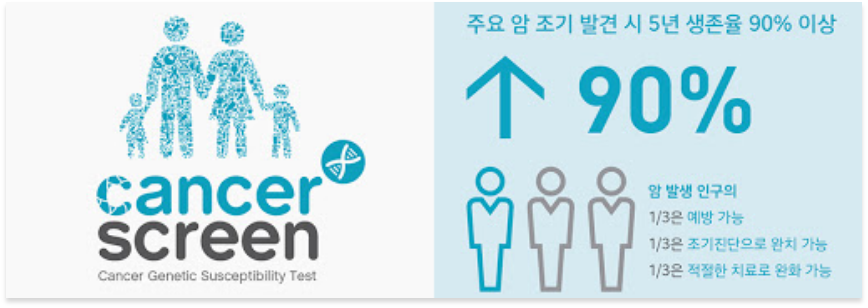 cancer
screen
Cancer Genetic Susceptibility Test
주요 암 조기 발견 시 5년 생존율 90% 이상
90%
암 발생 인구의
1/3은 예방 가능
1/3은 조기진단으로 완치 가능
1/3은 적절한 치료로 완화 가능